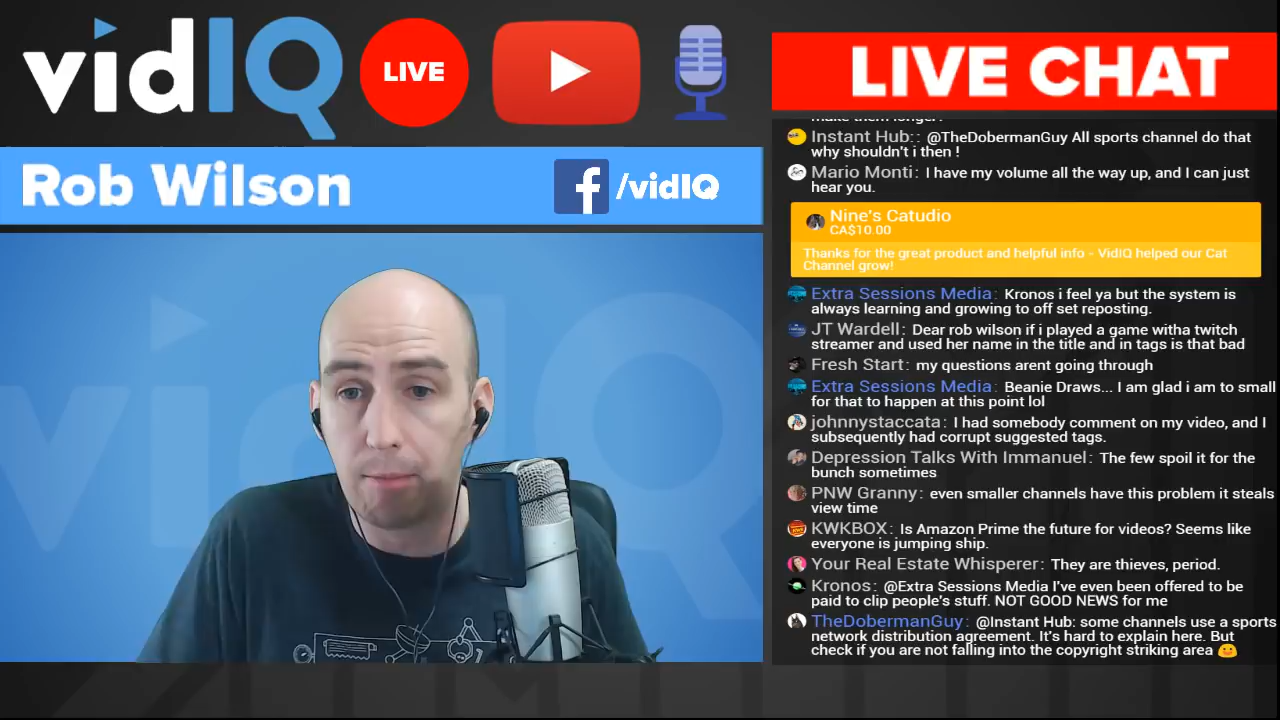 vidIQ
LIVE
LIVE CHAT
Rob Wilson
f/vidIQ
make them longer?
Instant Hub:: @TheDobermanGuy All sports channel do that
why shouldn't i then !
Mario Monti: I have my volume all the way up, and I can just
hear you.
Nine's Catudio
CA$10.00
Thanks for the great product and helpful info - VidIQ helped our Cat
Channel grow!
Extra Sessions Media: Kronos i feel ya but the system is
always learning and growing to off set reposting.
JT Wardell: Dear rob wilson if i played a game witha twitch
streamer and used her name in the title and in tags is that bad
Fresh Start: my questions arent going through
Extra Sessions Media: Beanie Draws... I am glad i am to small
for that to happen at this point lol
johnnystaccata: I had somebody comment on my video, and I
subsequently had corrupt suggested tags.
Depression Talks With Immanuel: The few spoil it for the
bunch sometimes
PNW Granny: even smaller channels have this problem it steals
view time
KWKBOX: Is Amazon Prime the future for videos? Seems like
everyone is jumping ship.
Your Real Estate Whisperer: They are thieves, period.
Kronos: @Extra Sessions Media I've even been offered to be
paid to clip people's stuff. NOT GOOD NEWS for me
TheDobermanGuy: @Instant Hub: some channels use a sports
network distribution agreement. It's hard to explain here. But
check if you are not falling into the copyright striking area